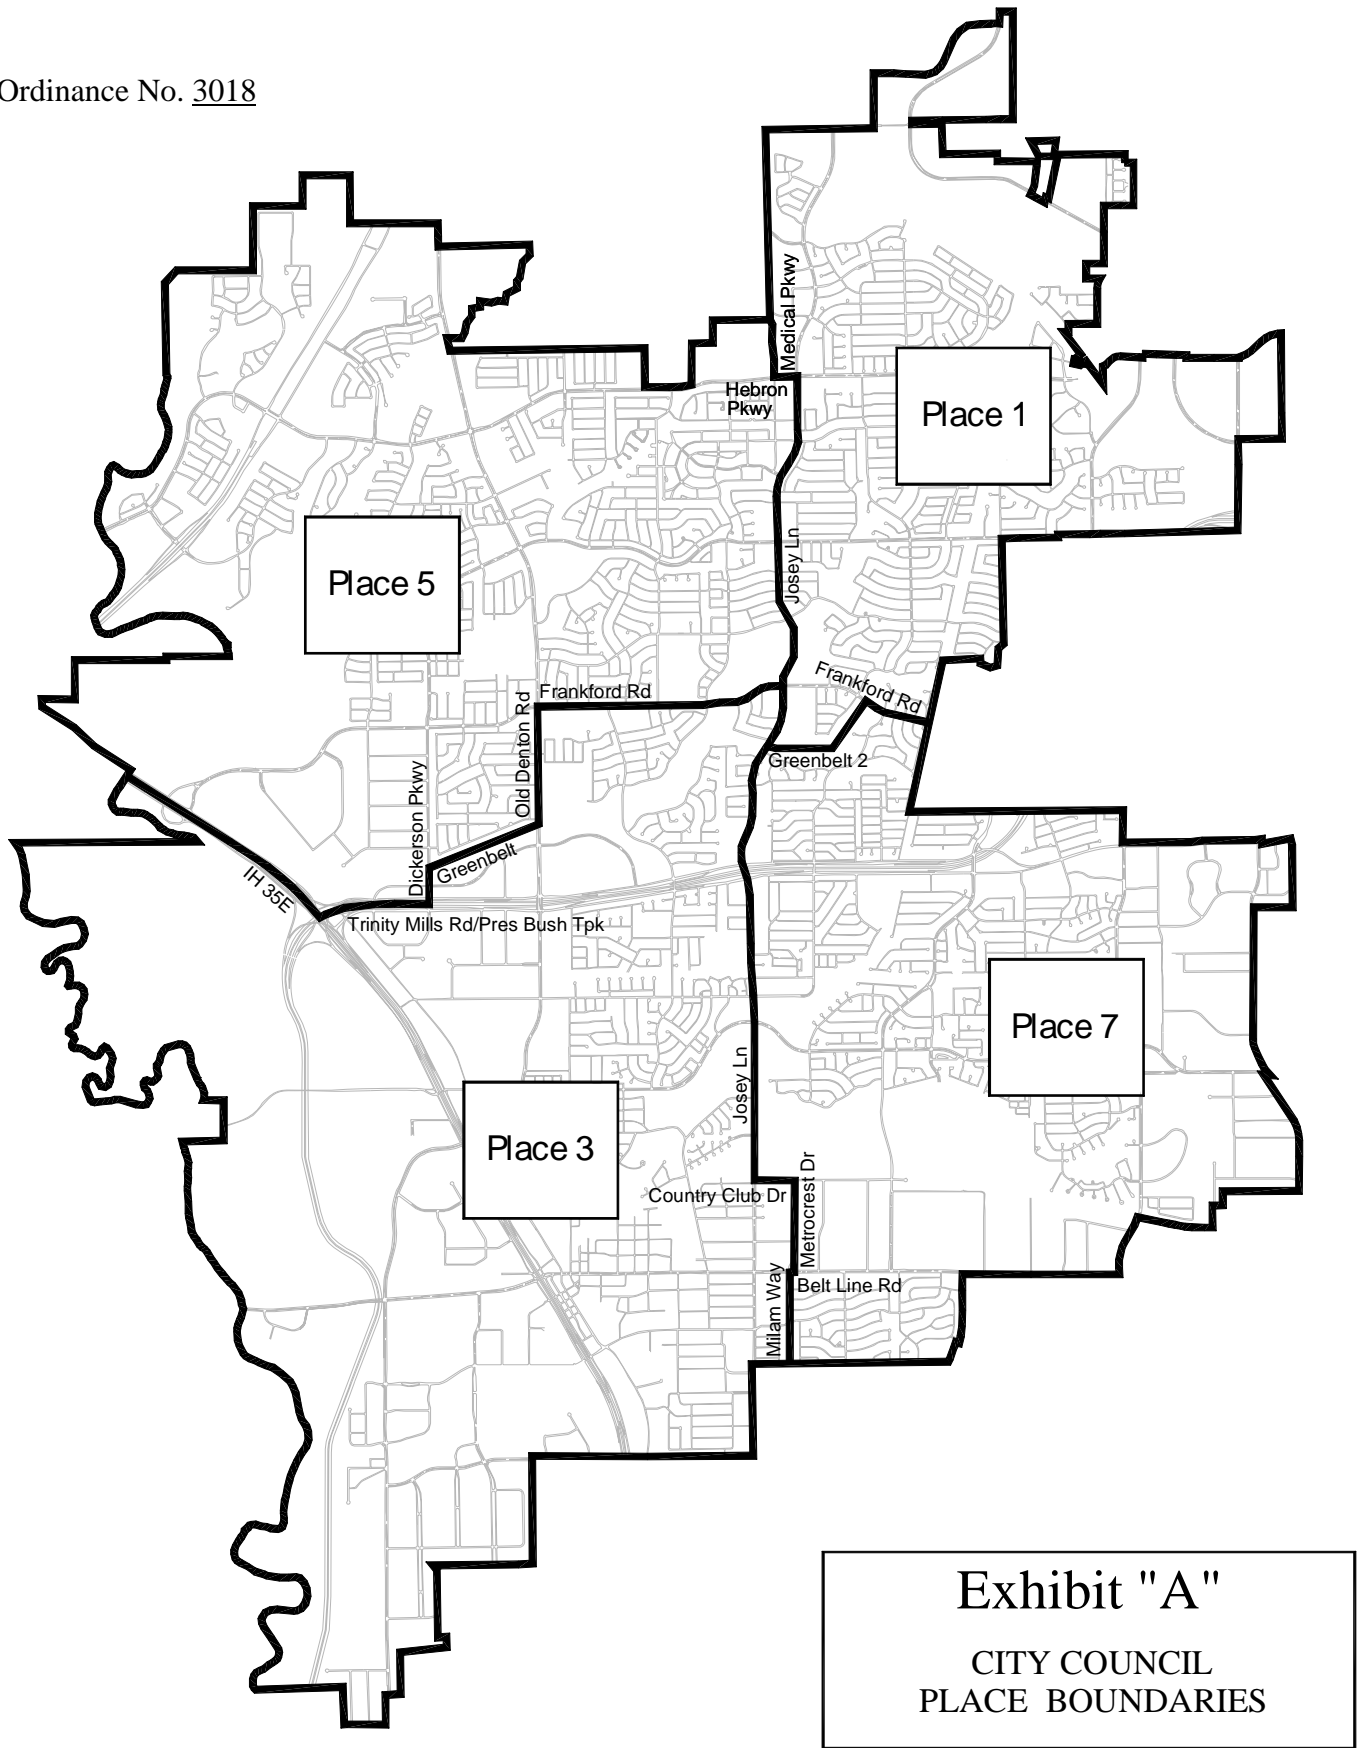 Ordinance No. 3018
Medical Pkwy
Hebron
Pkwy
Place 1
Josey Ln
Place 5
Frankford Rd
Frankford Rd
Old Denton Rd
Greenbelt 2
Dickerson Pkwy
Greenbelt
IH 35E
Trinity Mills Rd/Pres Bush Tpk
Place 7
Josey Ln
Place 3
Country Club Dr
Metrocrest Dr
Milam Way
Belt Line Rd
Exhibit "A"
CITY COUNCIL
PLACE BOUNDARIES